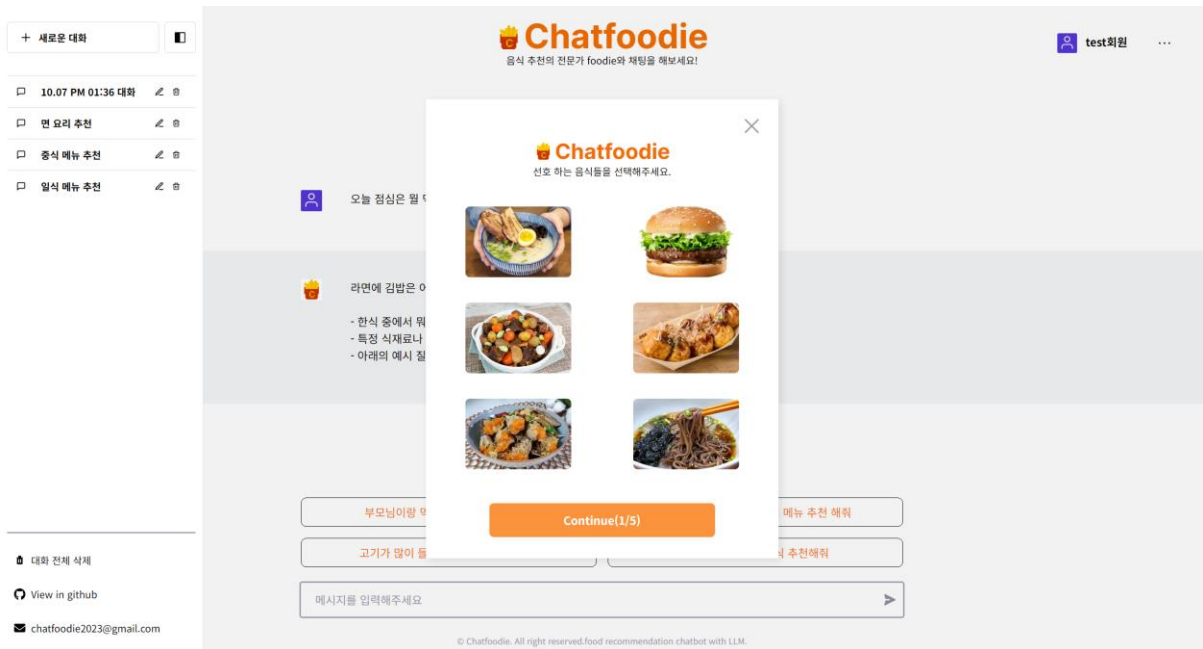 + 새로운 대화
Chatfoodie
음식 추천의 전문가 foodie와 채팅을 해보세요!
test회원
...
10.07 PM 01:36 대화
면 요리 추천
중식 메뉴 추천
일식 메뉴 추천
Chatfoodie
선호 하는 음식들을 선택해주세요.
오늘 점심은 뭘
라면에 김밥은
- 한식 중에서
- 특정 식재료나
- 아래의 예시
Continue(1/5)
부모님이랑
메뉴 추천 해줘
고기가 많이
추천해줘
메시지를 입력해주세요
대화 전체 삭제
View in github
chatfoodie2023@gmail.com
© Chatfoodie. All right reserved.food recommendation chatbot with LLM.